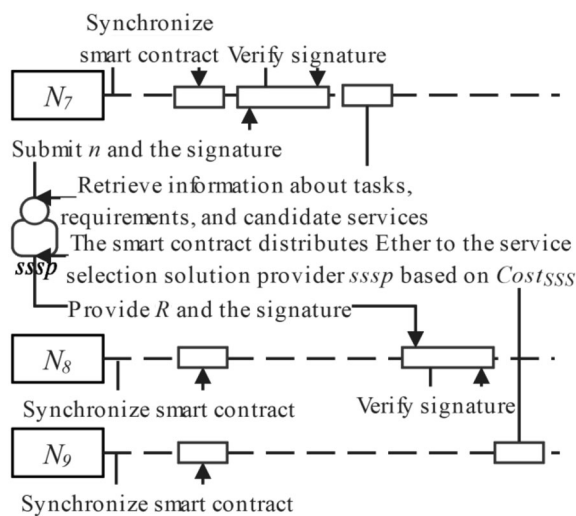 Synchronize
smart contract Verify signature
N7
Submit n and the signature
Retrieve information about tasks,
requirements, and candidate services
The smart contract distributes Ether to the service
sssp
selection solution provider sssp based on CostSSS
Provide R and the signature
N8
Synchronize smart contract
Verify signature
N9
Synchronize smart contract